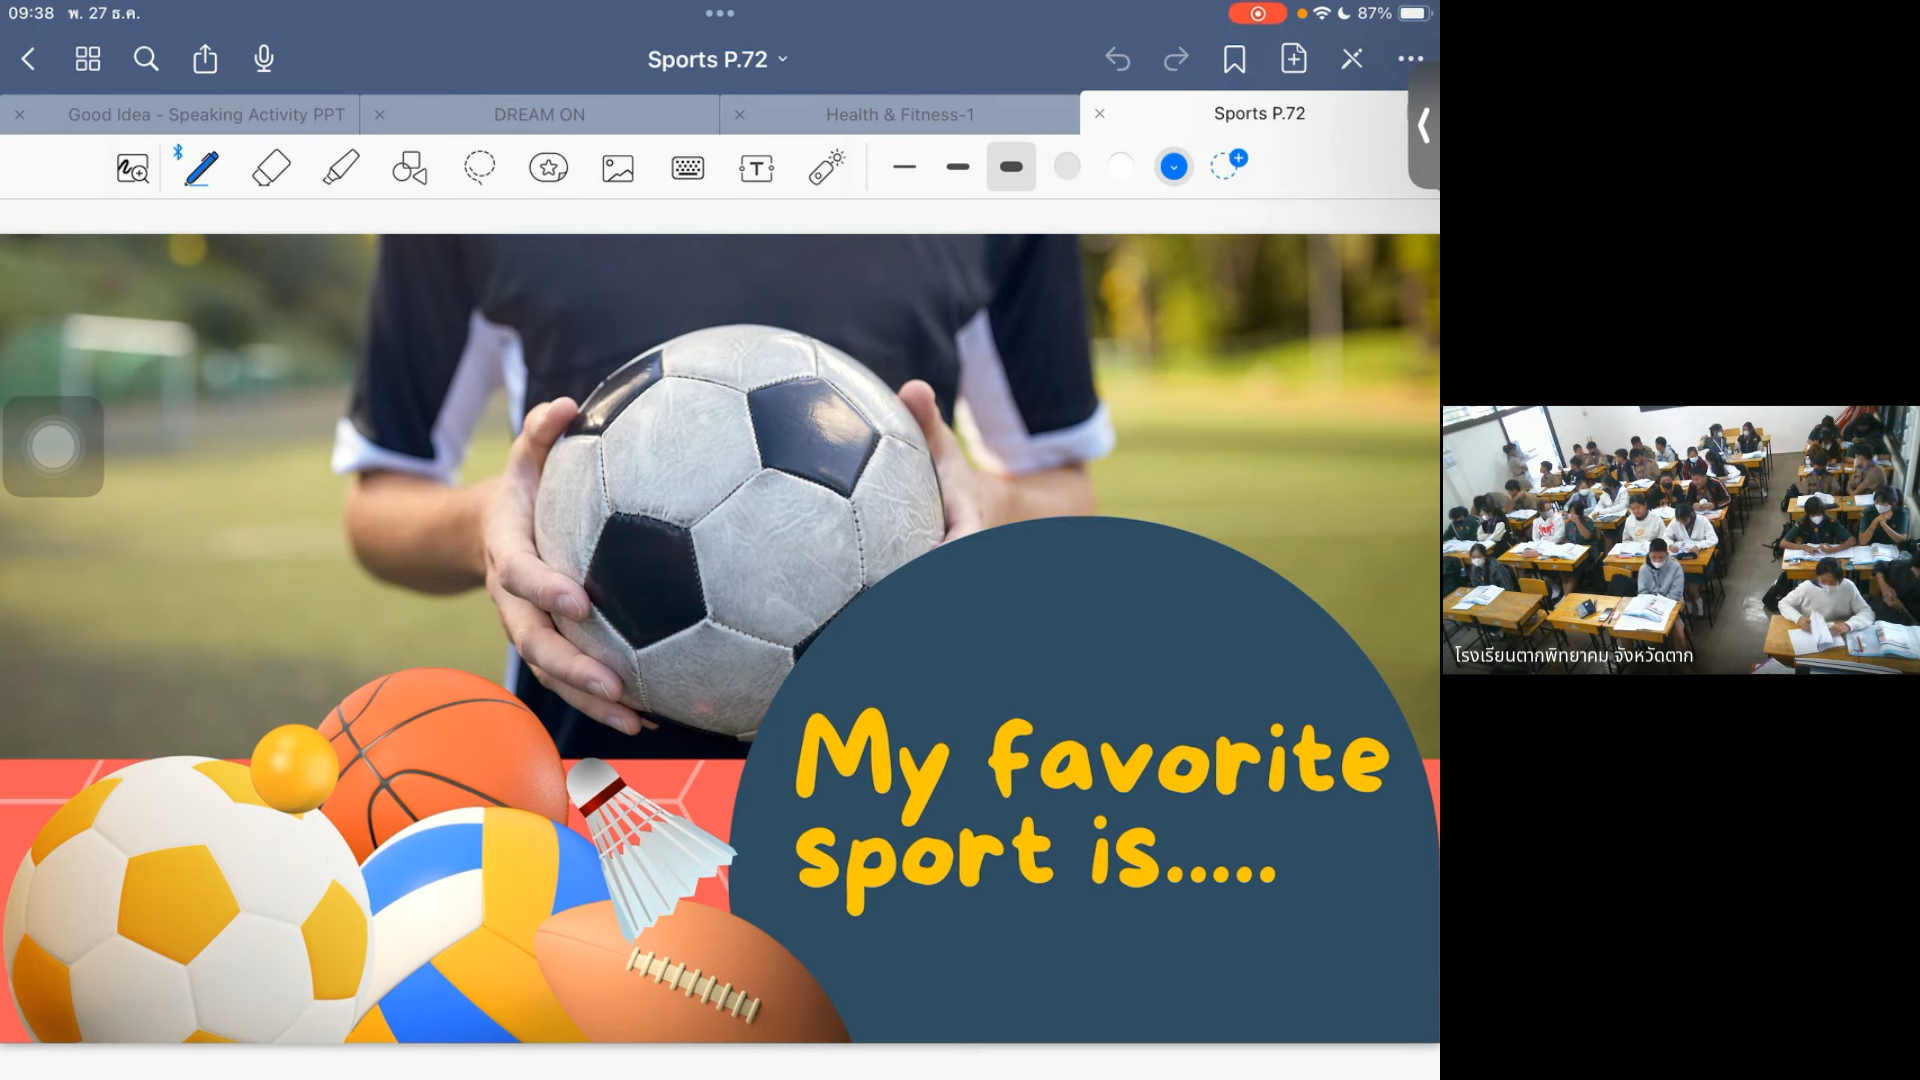 09:38 พ. 27 ธ.ค.
87%
Sports P.72
Good Idea - Speaking Activity PPT
DREAM ON
Health & Fitness-1
Sports P.72
T
My favorite
sport is.....
โรงเรียนตากพิทยาคม จังหวัดตาก